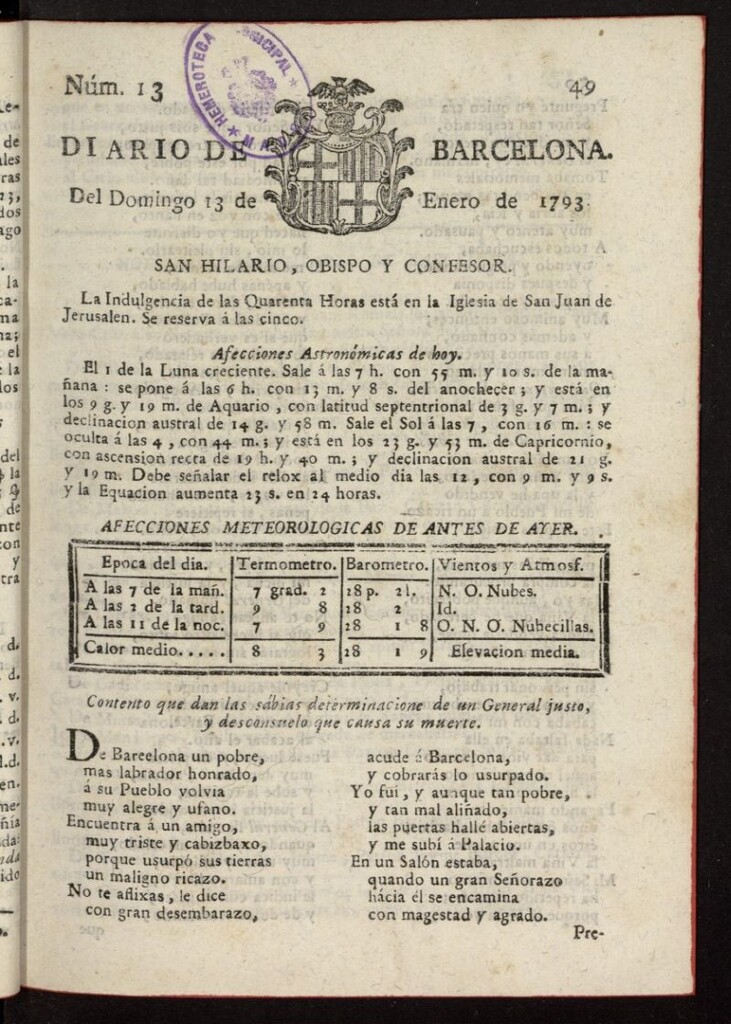 HEMEROTECA MUNICIPAL
Núm. 13
49
DIARIO DE BARCELONA.
Del Domingo 13 de Enero de 1793
SAN HILARIO, OBISPO Y CONFESOR.
La Indulgencia de las Quarenta Horas está en la Iglesia de San Juan de
Jerusalen. Se reserva á las cinco.
Afecciones Astronómicas de hoy.
El 1 de la Luna creciente. Sale á las 7 h. con 55 m. y 10 s. de la ma-
ñana : se pone á las 6 h. con 13 m. y 8 s. del anochecer ; y está en
los 9 g. y 19 m. de Aquario , con latitud septentrional de 3 g. y 7 m. ; y
declinacion austral de 14 g. y 58 m. Sale el Sol á las 7 , con 16 m. : se
oculta á las 4 , con 44 m. ; y está en los 23 g. y 53 m. de Capricornio,
con ascension recta de 19 h. y 40 m. ; y declinacion austral de 21 g.
y 19 m. Debe señalar el relox al medio dia las 12 , con 9 m. y 9 s.
y la Equacion aumenta 23 s. en 24 horas.
AFECCIONES METEOROLOGICAS DE ANTES DE AYER.
Epoca del dia. Termometro. Barometro. Vientos y Atmosf.
A las 7 de la mañ. 7 grad. 2 28 p. 2 l. N. O. Nubes.
A las 2 de la tard. 9 8 28 2 Id.
A las 11 de la noc. 7 9 28 1 8 O. N. O. Nubecillas.
Calor medio..... 8 3 28 1 9 Elevacion media.
Contento que dan las sábias determinacione de un General justo,
y desconsuelo que causa su muerte.
De Barcelona un pobre,
mas labrador honrado,
á su Pueblo volvia
muy alegre y ufano.
Encuentra á un amigo,
muy triste y cabizbaxo,
porque usurpó sus tierras
un maligno ricazo.
No te aflixas , le dice
con gran desembarazo,
acude á Barcelona,
y cobrarás lo usurpado.
Yo fui , y aunque tan pobre,
y tan mal aliñado,
las puertas hallé abiertas,
y me subí á Palacio.
En un Salón estaba,
quando un gran Señorazo
hácia él se encamina
con magestad y agrado.
Pre-